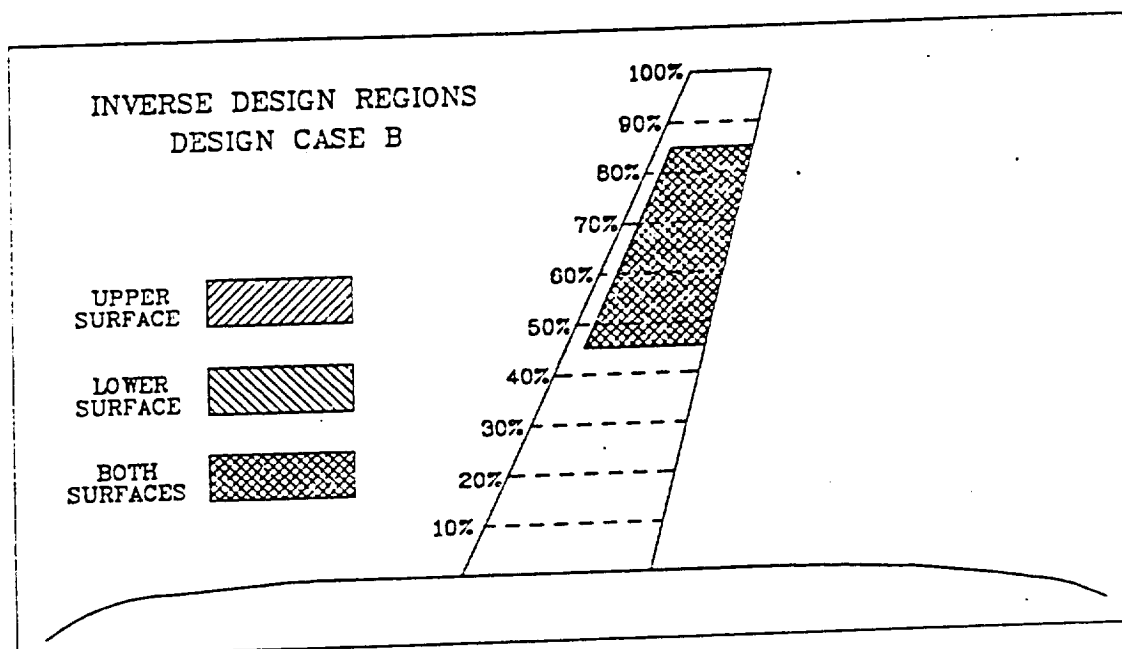 INVERSE DESIGN REGIONS
DESIGN CASE B
UPPER
SURFACE
LOWER
SURFACE
BOTH
SURFACES
100%
90%
80%
70%
60%
50%
40%
30%
20%
10%